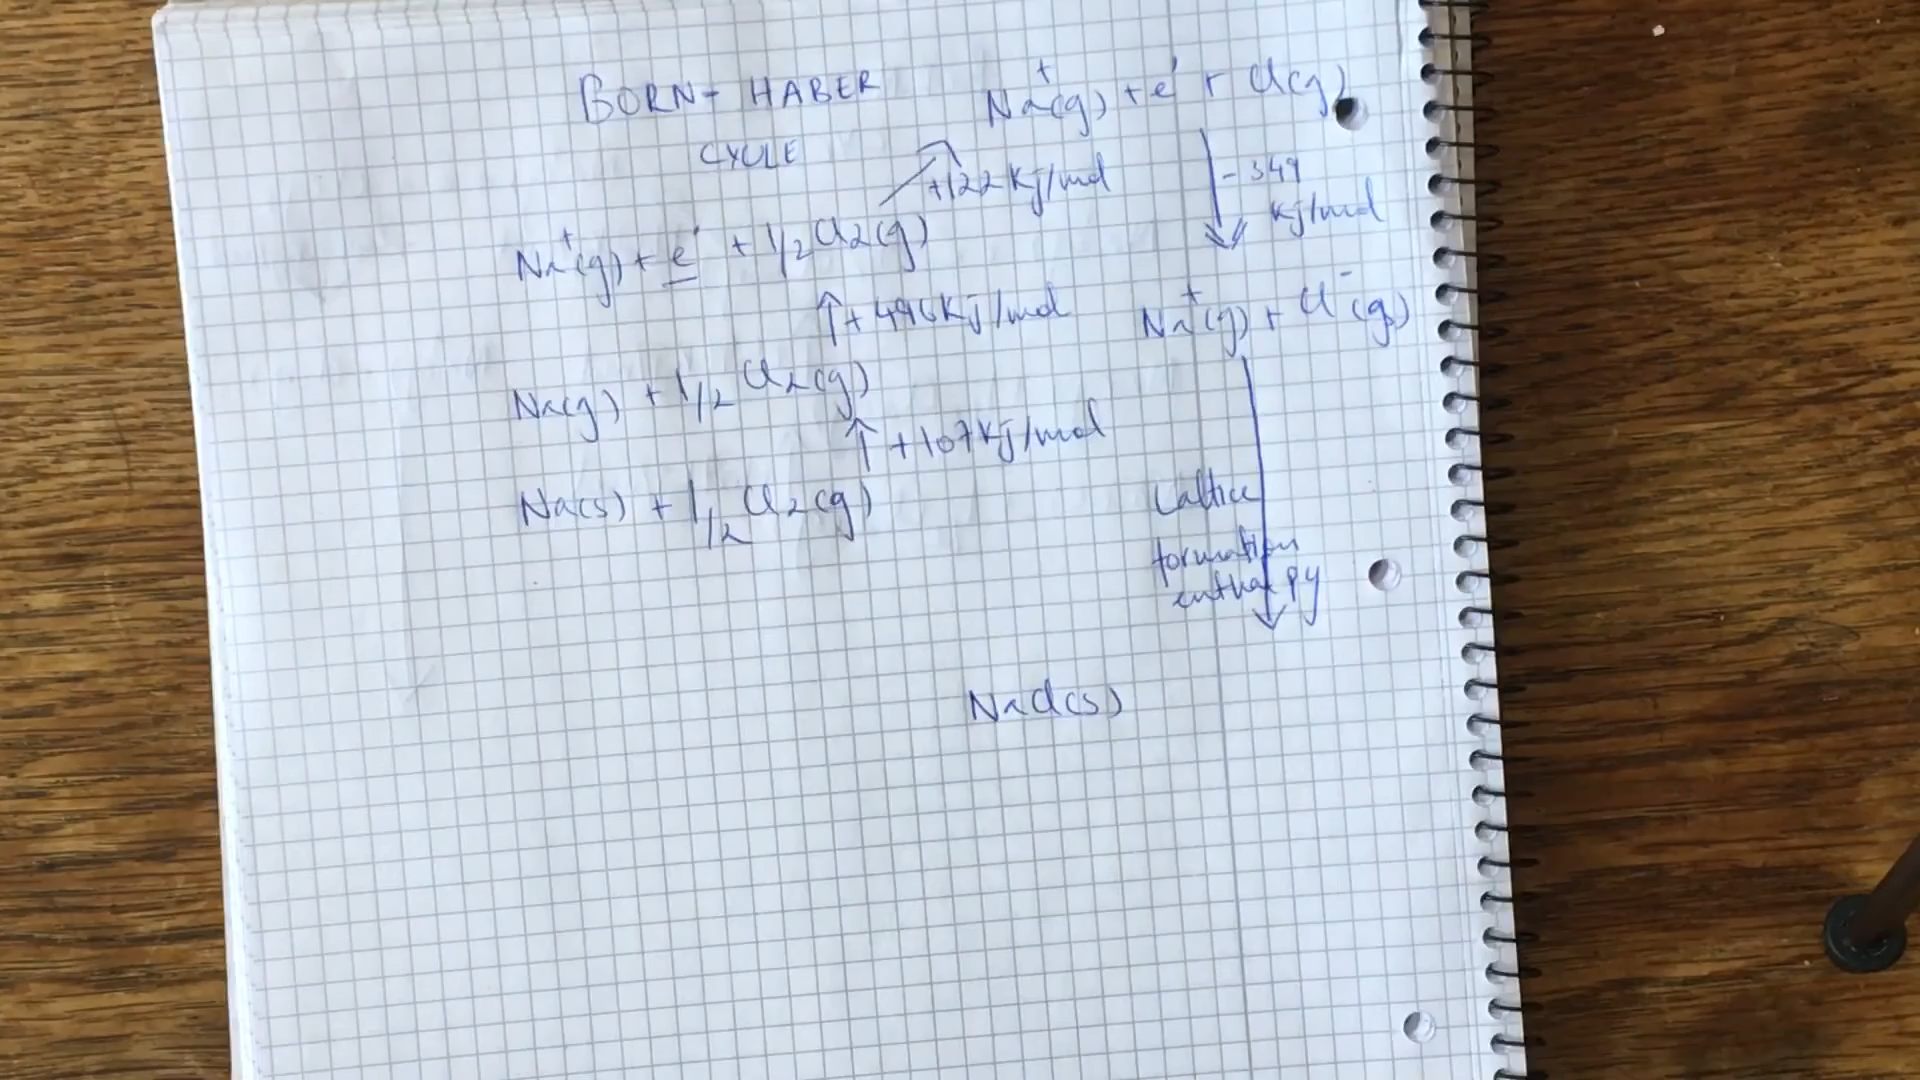 BORN-HABER
CYCLE
Na⁺(g) + e' + Cl(g)
+122 KJ/mol
-349
KJ/mol
Na⁺(g) + e' + 1/2 Cl2(g)
↑ +496 KJ/mol
Na⁺(g) + Cl⁻(g)
Na(g) + 1/2 Cl2(g)
↑ +107 KJ/mol
Na(s) + 1/2 Cl2(g)
Lattice
formation
enthalpy
NaCl(s)